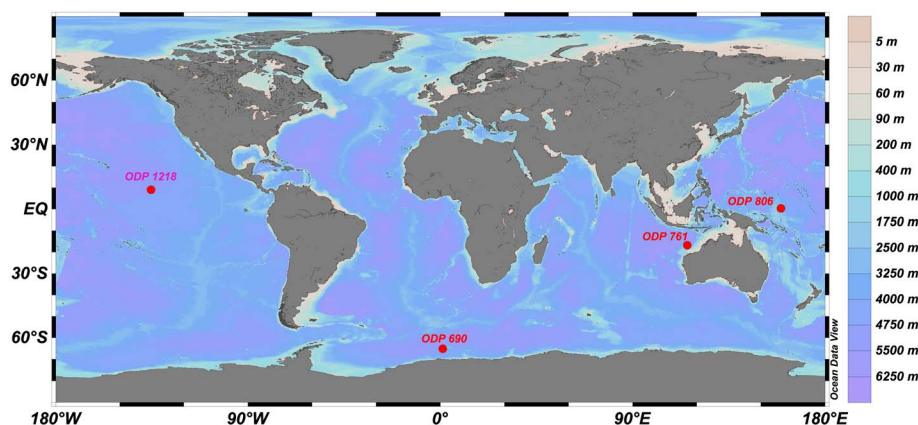 60°N
30°N
EQ
30°S
60°S
180°W
90°W
0°
90°E
180°E
ODP 1218
ODP 806
ODP 761
ODP 690
Ocean Data View
5 m
30 m
60 m
90 m
200 m
400 m
1000 m
1750 m
2500 m
3250 m
4000 m
4750 m
5500 m
6250 m